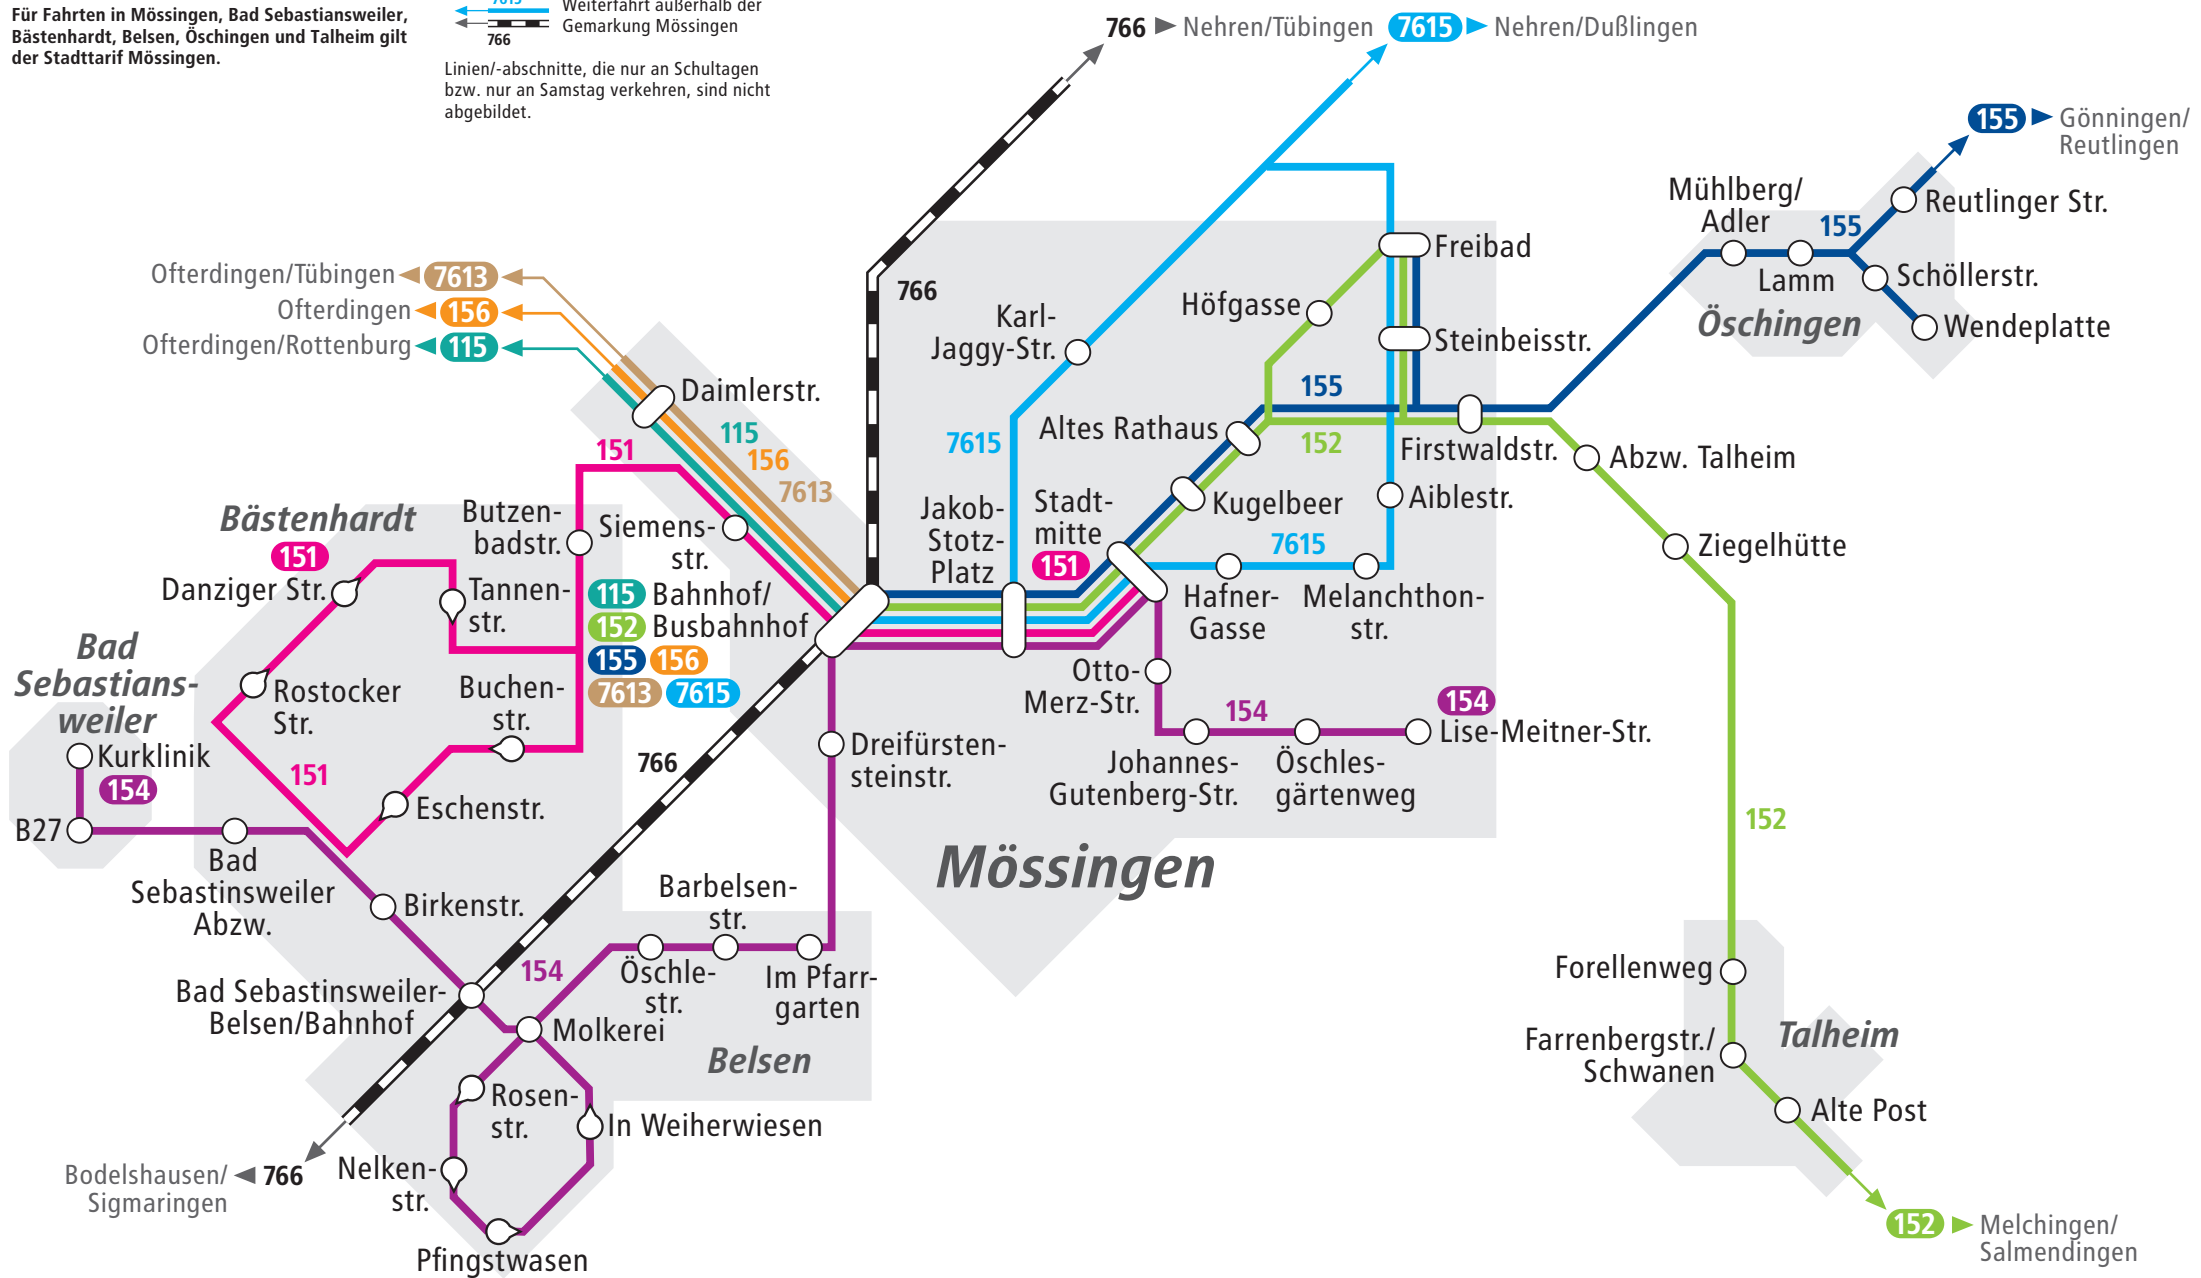 Für Fahrten in Mössingen, Bad Sebastiansweiler,
Bästenhardt, Belsen, Öschingen und Talheim gilt
der Stadttarif Mössingen.
7615
Weiterfahrt außerhalb der
Gemarkung Mössingen
766
Linien/-abschnitte, die nur an Schultagen
bzw. nur an Samstag verkehren, sind nicht
abgebildet.
766 Nehren/Tübingen
7615 Nehren/Dußlingen
155 Gönningen/
Reutlingen
Mühlberg/
Adler
155
Reutlinger Str.
Lamm
Schöllerstr.
Öschingen
Wendeplatte
Ofterdingen/Tübingen 7613
Ofterdingen 156
Ofterdingen/Rottenburg 115
766
Freibad
Höfgasse
Karl-
Jaggy-Str.
Steinbeisstr.
Daimlerstr.
155
Altes Rathaus
7615
152
Firstwaldstr.
Abzw. Talheim
115
156
7613
151
Bästenhardt
151
Danziger Str.
Butzen-
badstr.
Siemens-
str.
Tannen-
str.
Jakob-
Stotz-
Platz
Stadt-
mitte
151
Kugelbeer
Aiblestr.
7615
Ziegelhütte
Hafner-
Gasse
Melanchthon-
str.
115 Bahnhof/
152 Busbahnhof
155 156
7613 7615
Bad
Sebastians-
weiler
Kurklinik
154
B27
Rostocker
Str.
Buchen-
str.
151
Eschenstr.
766
Dreifürsten-
steinstr.
Otto-
Merz-Str.
154
154
Lise-Meitner-Str.
Johannes-
Gutenberg-Str.
Öschles-
gärtenweg
152
Mössingen
Bad
Sebastinsweiler
Abzw.
Birkenstr.
Barbelsen-
str.
154
Öschle-
str.
Im Pfarr-
garten
Bad Sebastinsweiler-
Belsen/Bahnhof
Molkerei
Belsen
Rosen-
str.
In Weiherwiesen
Nelken-
str.
Pfingstwasen
Bodelshausen/
Sigmaringen
766
Forellenweg
Farrenbergstr./
Schwanen
Talheim
Alte Post
152 Melchingen/
Salmendingen